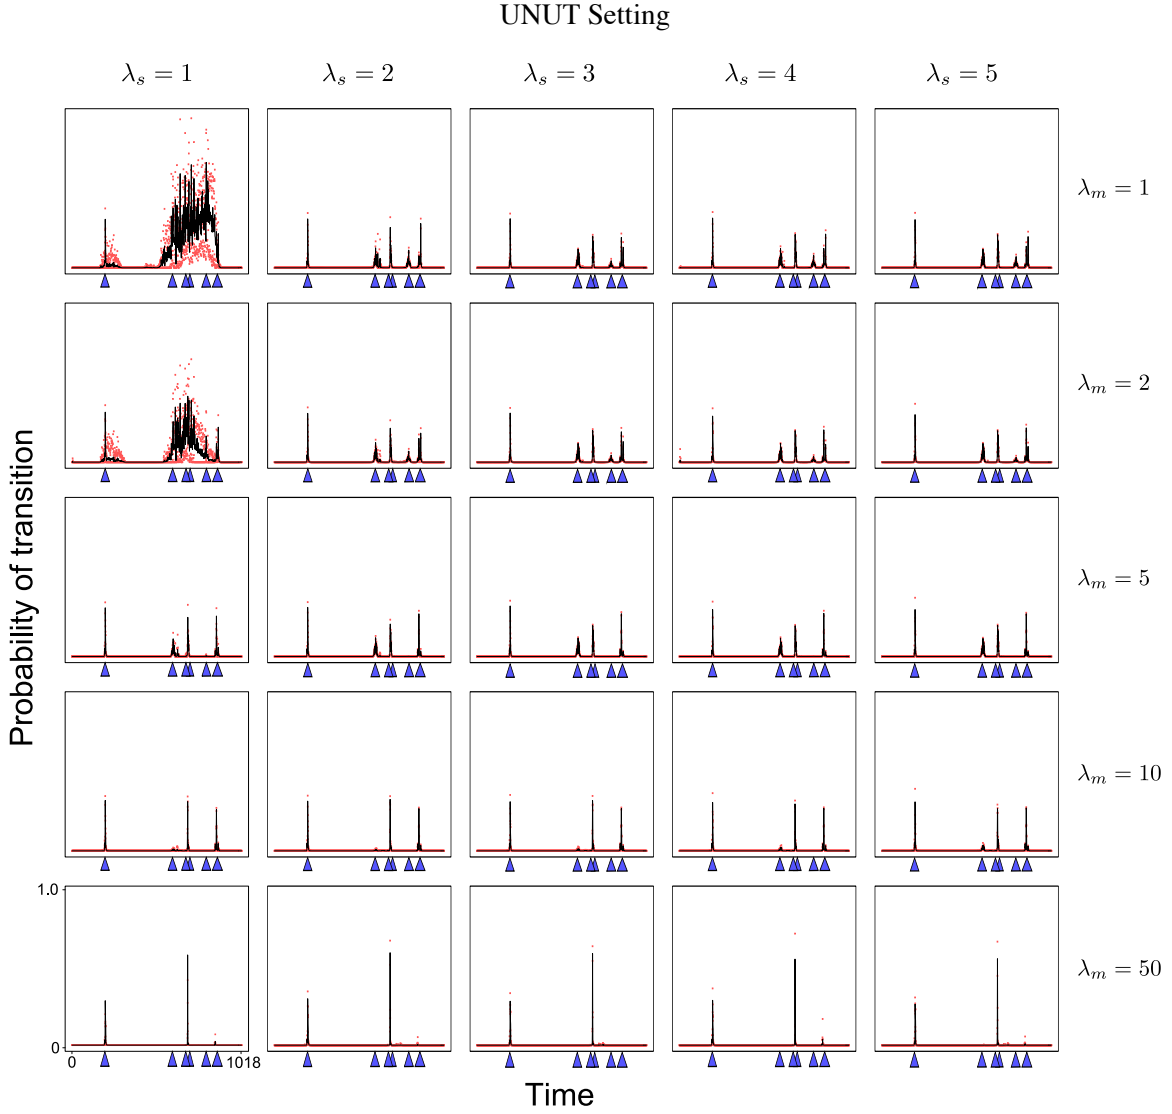 UNUT Setting
λs = 1
λs = 2
λs = 3
λs = 4
λs = 5
λm = 1
λm = 2
λm = 5
λm = 10
λm = 50
Probability of transition
1.0
0
0
1018
Time